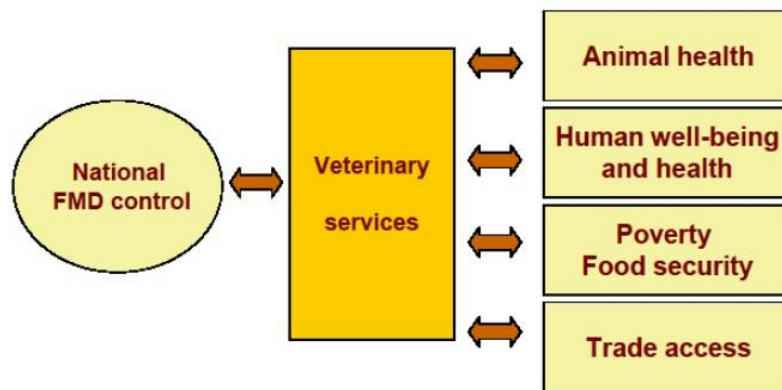 National
FMD control
Veterinary
services
Animal health
Human well-being
and health
Poverty
Food security
Trade access